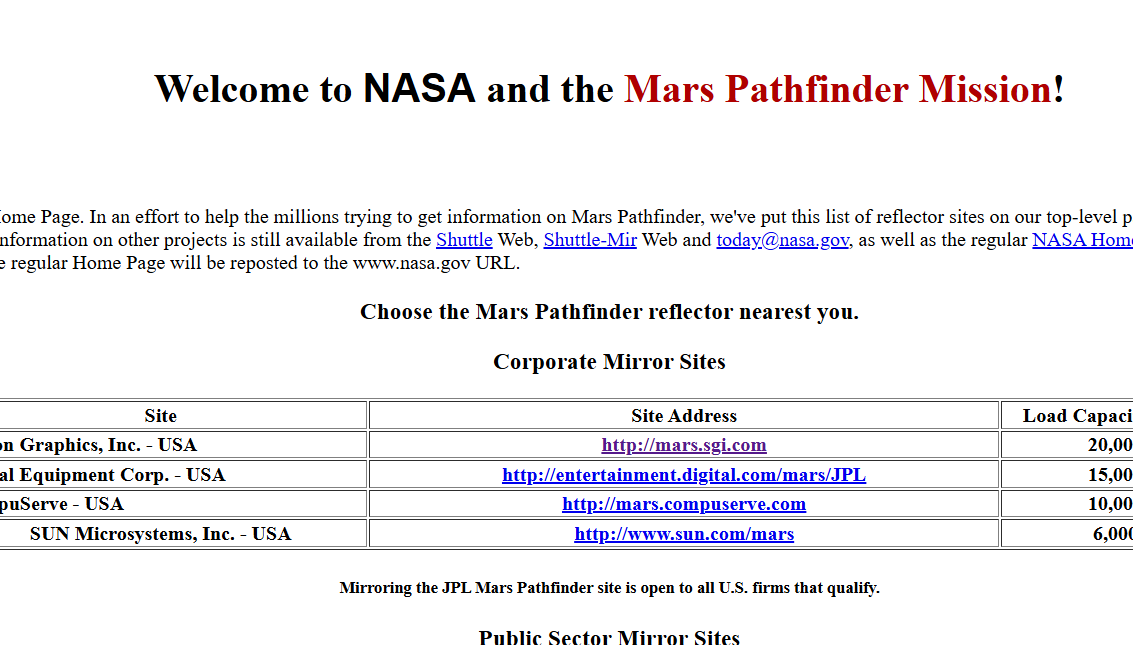 Welcome to NASA and the Mars Pathfinder Mission!
Home Page. In an effort to help the millions trying to get information on Mars Pathfinder, we've put this list of reflector sites on our top-level p
nformation on other projects is still available from the Shuttle Web, Shuttle-Mir Web and today@nasa.gov, as well as the regular NASA Home
e regular Home Page will be reposted to the www.nasa.gov URL.
Choose the Mars Pathfinder reflector nearest you.
Corporate Mirror Sites
Site Site Address Load Capaci
on Graphics, Inc. - USA http://mars.sgi.com 20,00
al Equipment Corp. - USA http://entertainment.digital.com/mars/JPL 15,00
puServe - USA http://mars.compuserve.com 10,00
SUN Microsystems, Inc. - USA http://www.sun.com/mars 6,000
Mirroring the JPL Mars Pathfinder site is open to all U.S. firms that qualify.
Public Sector Mirror Sites